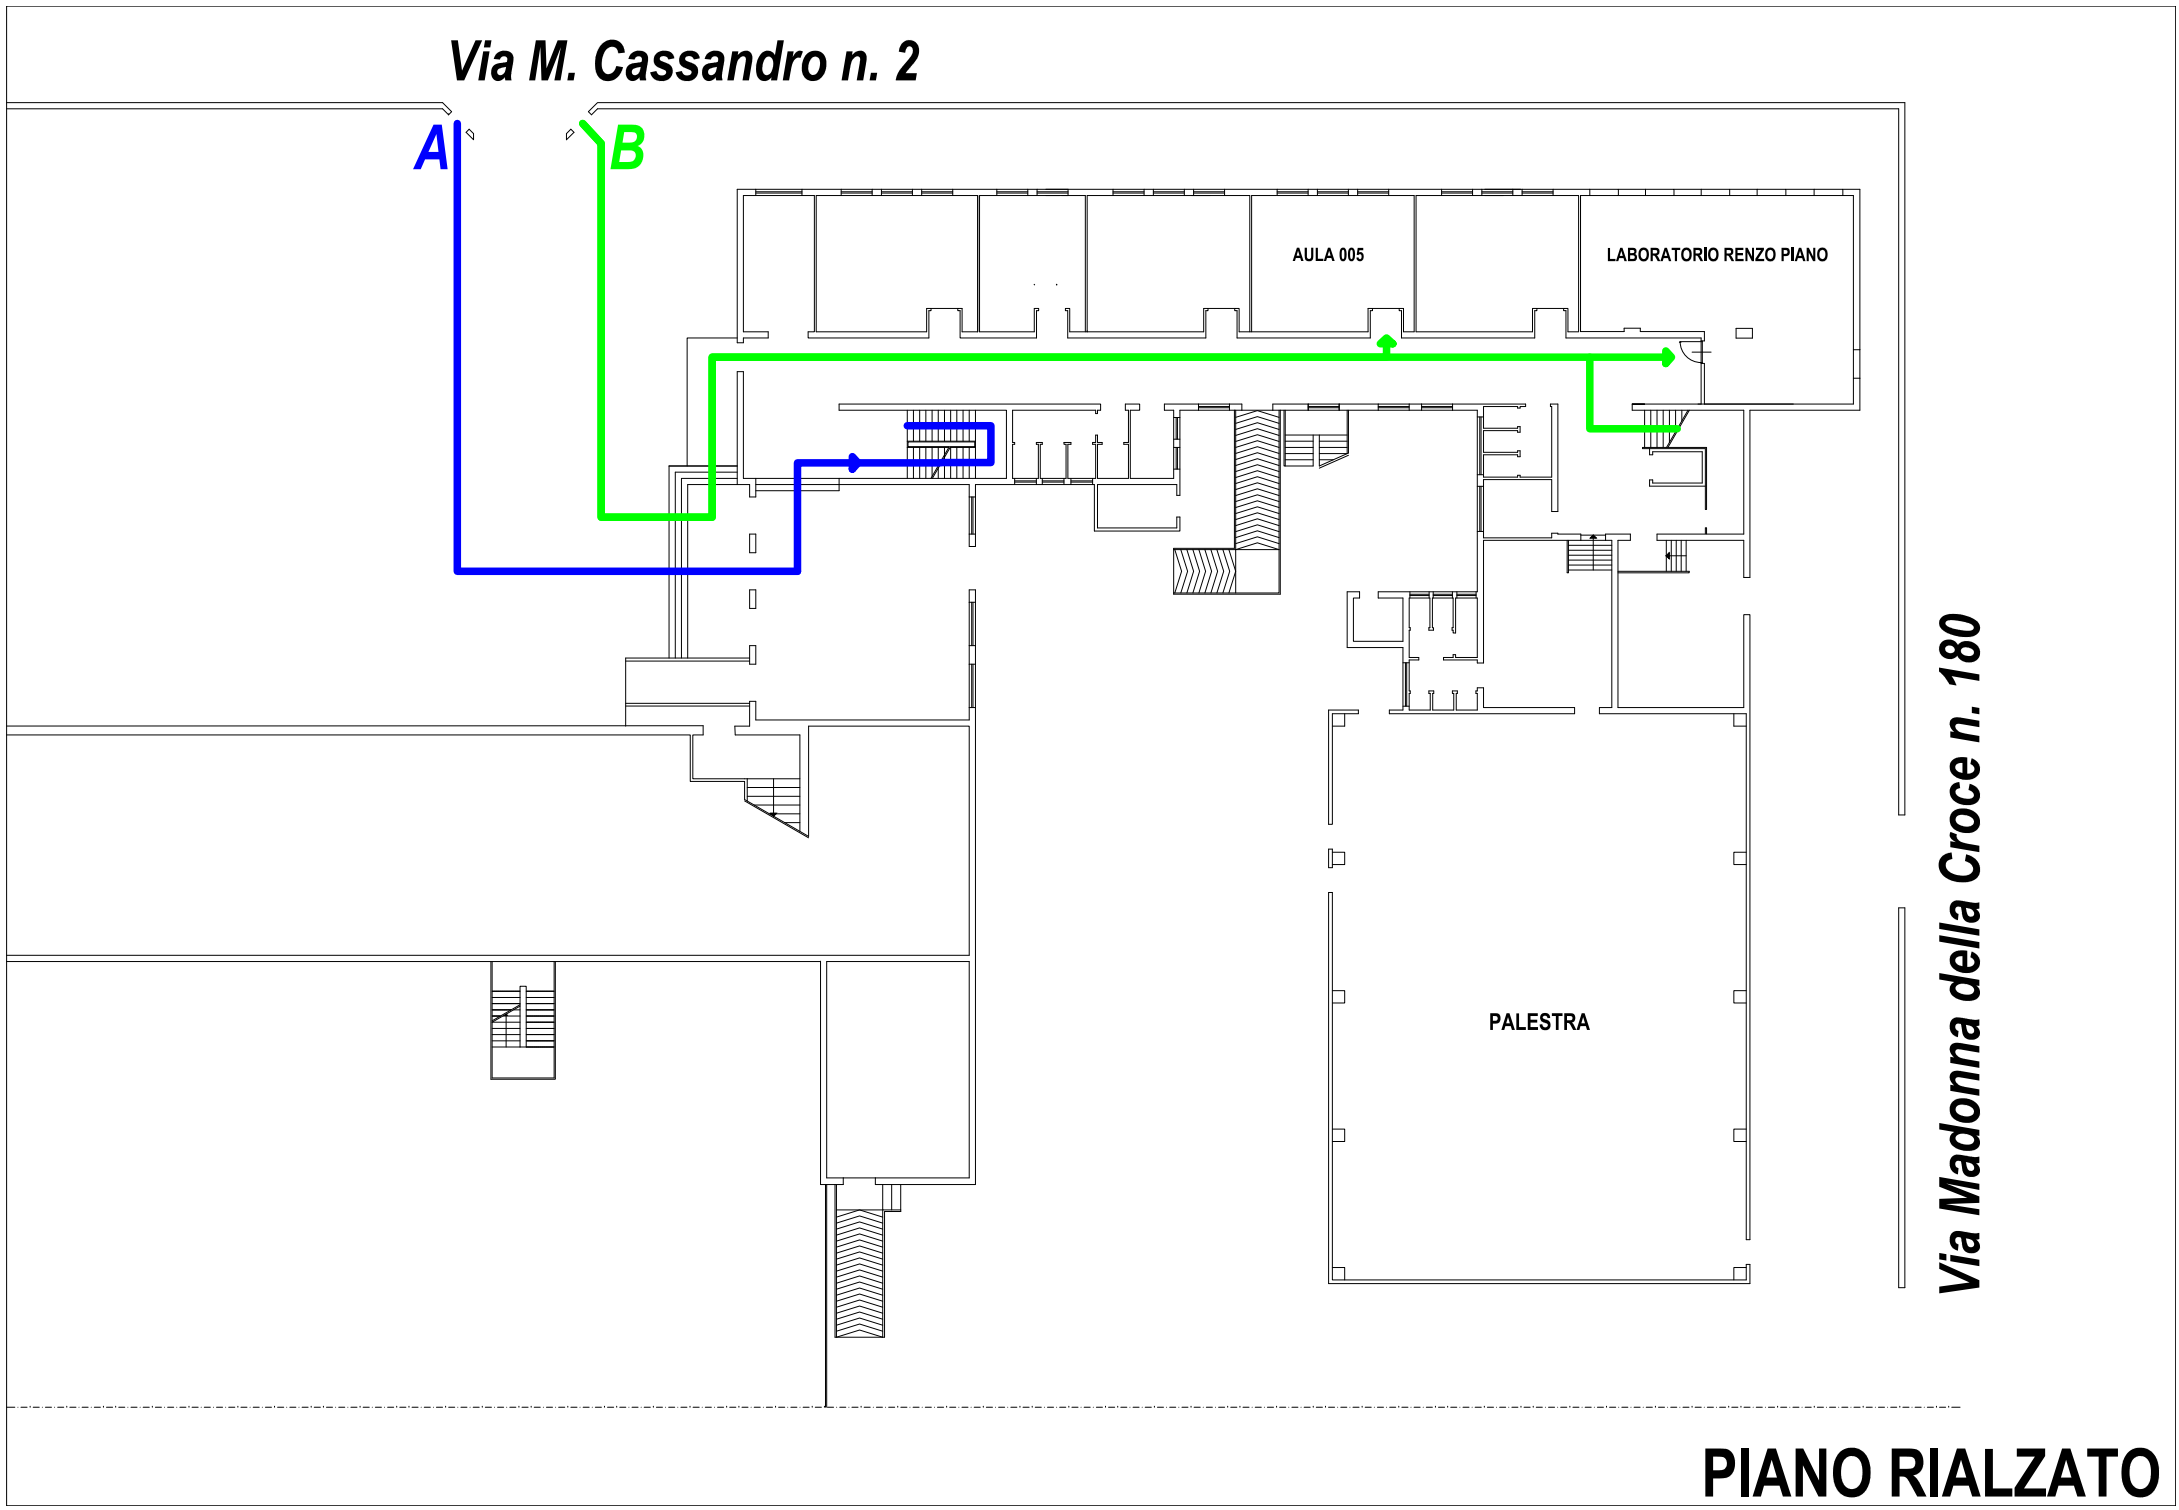 Via M. Cassandro n. 2
A
B
AULA 005
LABORATORIO RENZO PIANO
Via Madonna della Croce n. 180
PALESTRA
PIANO RIALZATO